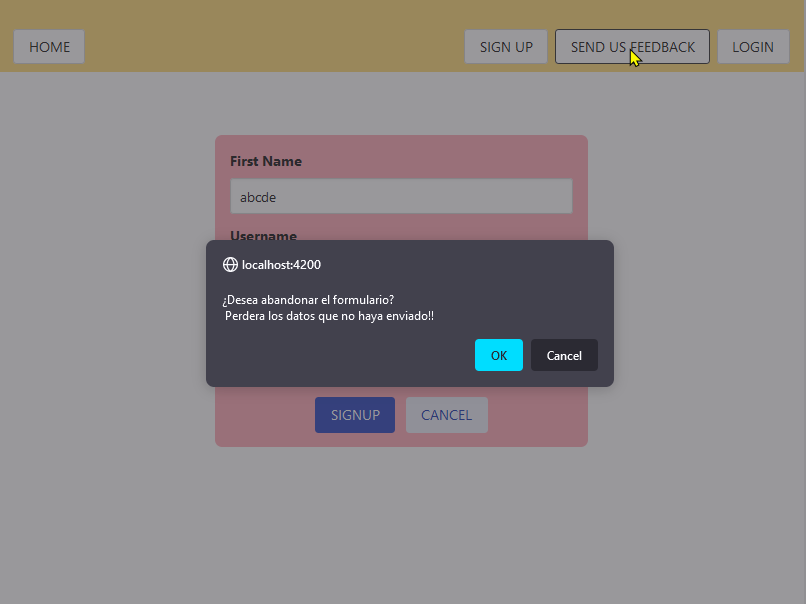 HOME
SIGN UP
SEND US FEEDBACK
LOGIN
First Name
abcde
Username
localhost:4200
¿Desea abandonar el formulario?
Perdera los datos que no haya enviado!!
OK
Cancel
SIGNUP
CANCEL